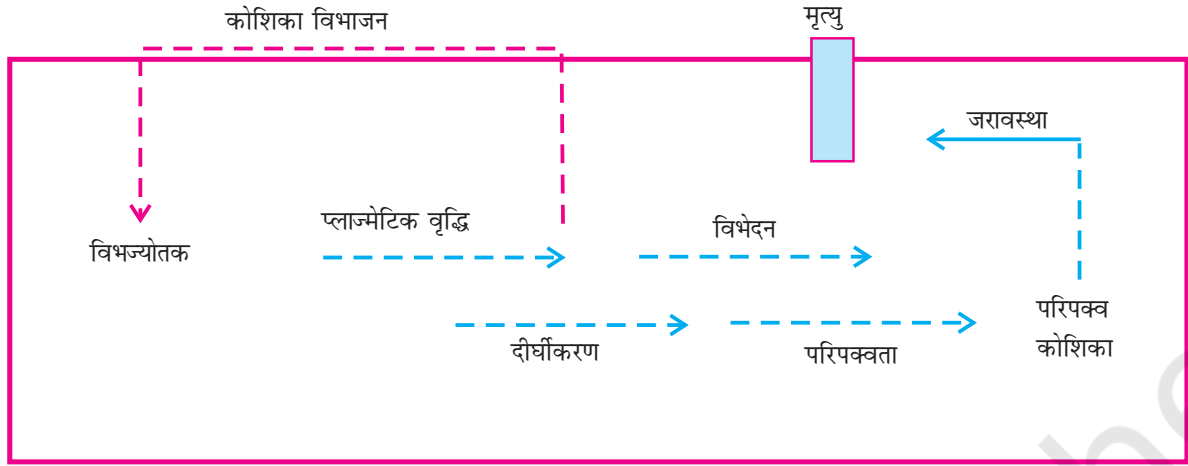 कोशिका विभाजन
मृत्यु
जरावस्था
प्लाज्मेटिक वृद्धि
विभेदन
विभज्योतक
परिपक्व
कोशिका
दीर्घीकरण
परिपक्वता